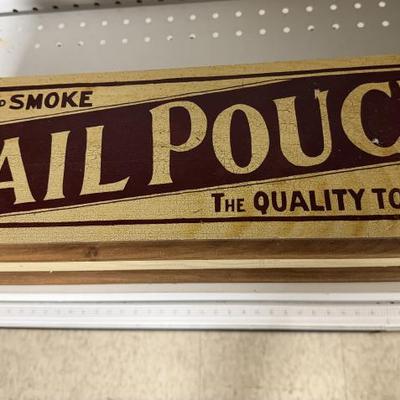 SMOKE
AIL POUC
THE QUALITY TO